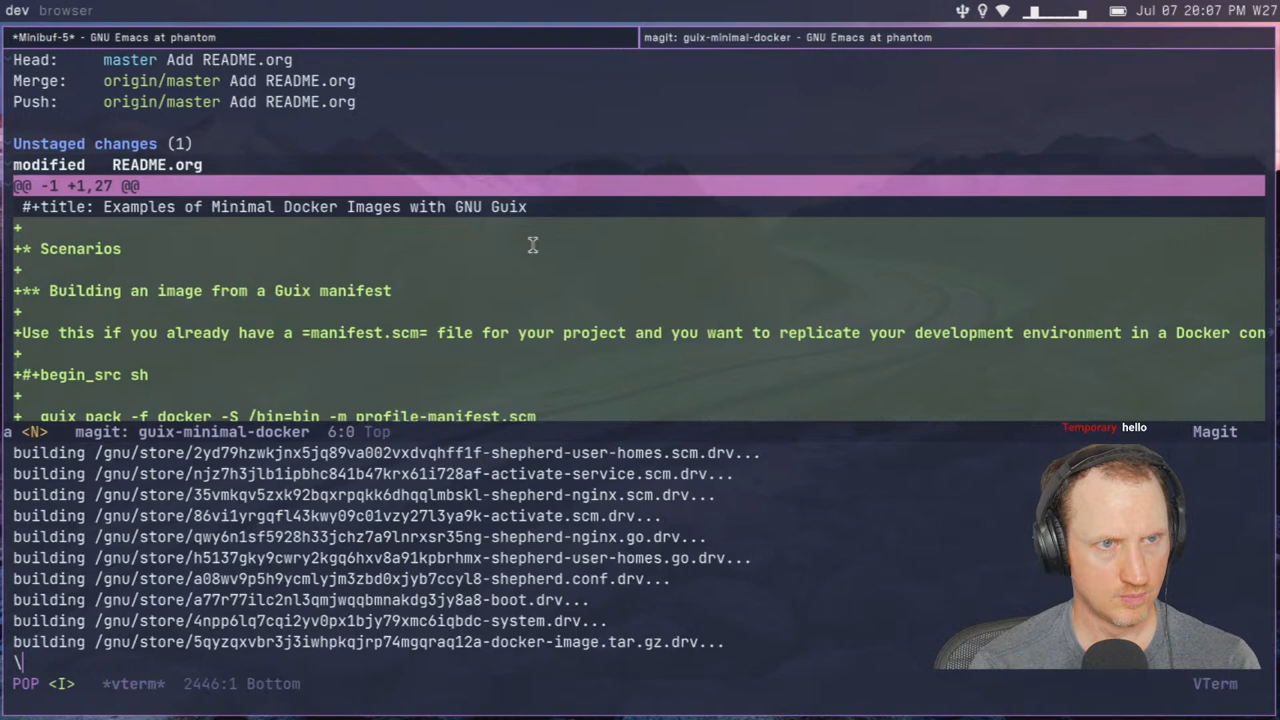 dev browser Jul 07 20:07 PM W27
*Minibuf-5* - GNU Emacs at phantom magit: guix-minimal-docker - GNU Emacs at phantom
Head: master Add README.org
Merge: origin/master Add README.org
Push: origin/master Add README.org
Unstaged changes (1)
modified README.org
@@ -1 +1,27 @@
#+title: Examples of Minimal Docker Images with GNU Guix
+
+* Scenarios
+
+** Building an image from a Guix manifest
+
+Use this if you already have a =manifest.scm= file for your project and you want to replicate your development environment in a Docker con
+
+#+begin_src sh
+
+ guix pack -f docker -S /bin=bin -m profile-manifest.scm
a <N> magit: guix-minimal-docker 6:0 Top Magit
Temporary hello
building /gnu/store/2yd79hzwkjnx5jq89va002vxdvqhff1f-shepherd-user-homes.scm.drv...
building /gnu/store/njz7h3jlb1ipbhc841b47krx61i728af-activate-service.scm.drv...
building /gnu/store/35vmkqv5zxk92bqxrpqkk6dhqqlmbskl-shepherd-nginx.scm.drv...
building /gnu/store/86vi1yrgqfl43kwy09c01vzy27l3ya9k-activate.scm.drv...
building /gnu/store/qwy6n1sf5928h33jchz7a9lnrxsr35ng-shepherd-nginx.go.drv...
building /gnu/store/h5137gky9cwry2kgq6hxv8a91kpbrhmx-shepherd-user-homes.go.drv...
building /gnu/store/a08wv9p5h9ycmlyjm3zbd0xjyb7ccyl8-shepherd.conf.drv...
building /gnu/store/a77r77ilc2nl3qmjwqqbmnakdg3jy8a8-boot.drv...
building /gnu/store/4npp6lq7cqi2yv0px1bjy79xmc6iqbdc-system.drv...
building /gnu/store/5qyzqxvbr3j3iwhpkqjrp74mgqraq12a-docker-image.tar.gz.drv...
\
POP <I> *vterm* 2446:1 Bottom VTerm